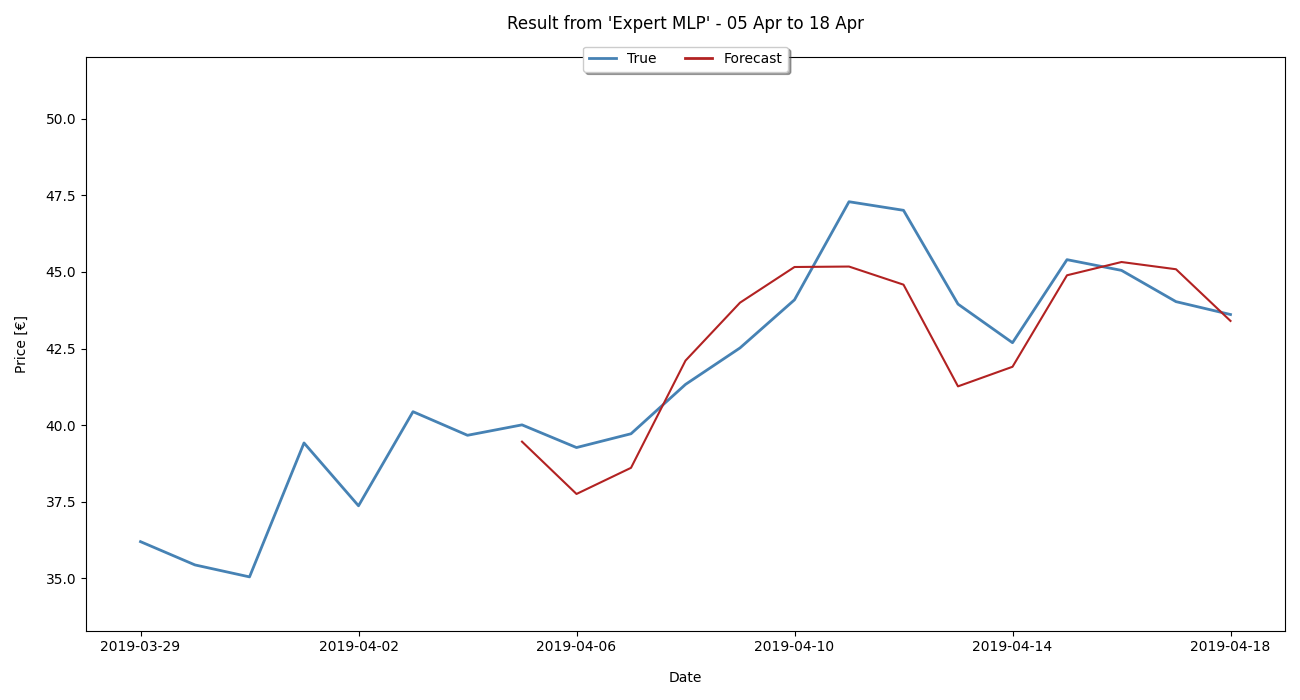 Result from 'Expert MLP' - 05 Apr to 18 Apr
True Forecast
50.0
47.5
45.0
42.5
40.0
37.5
35.0
Price [€]
2019-03-29 2019-04-02 2019-04-06 2019-04-10 2019-04-14 2019-04-18
Date